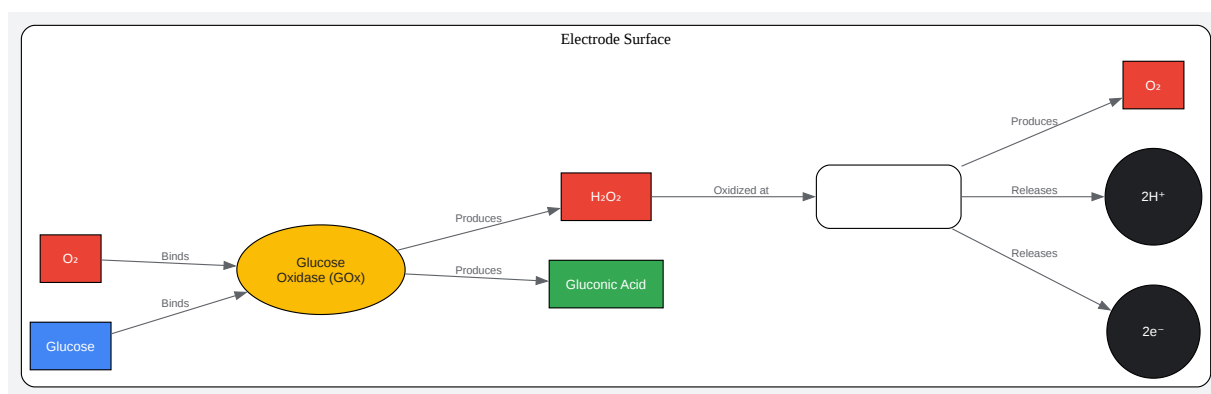 Electrode Surface
O₂
Produces
H₂O₂
Oxidized at
Releases
2H⁺
Produces
O₂
Binds
Glucose
Oxidase (GOx)
Produces
Gluconic Acid
Releases
Binds
Glucose
2e⁻